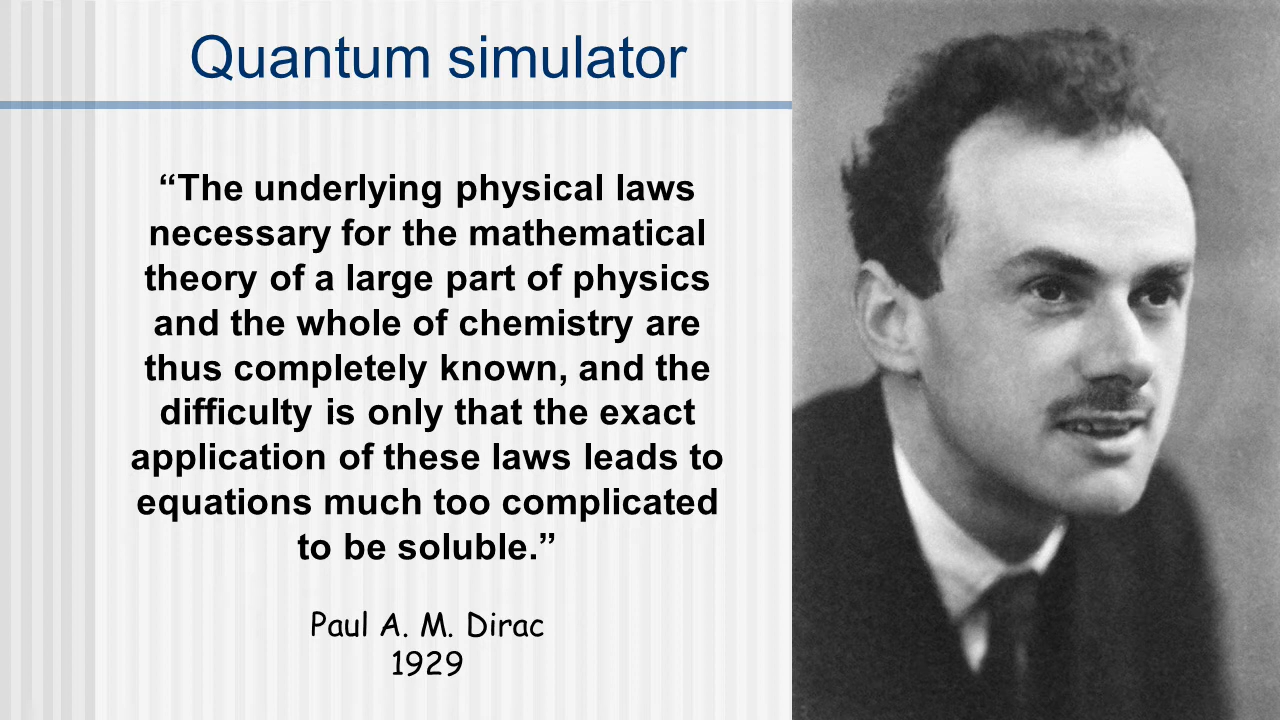 Quantum simulator
“The underlying physical laws
necessary for the mathematical
theory of a large part of physics
and the whole of chemistry are
thus completely known, and the
difficulty is only that the exact
application of these laws leads to
equations much too complicated
to be soluble.”
Paul A. M. Dirac
1929